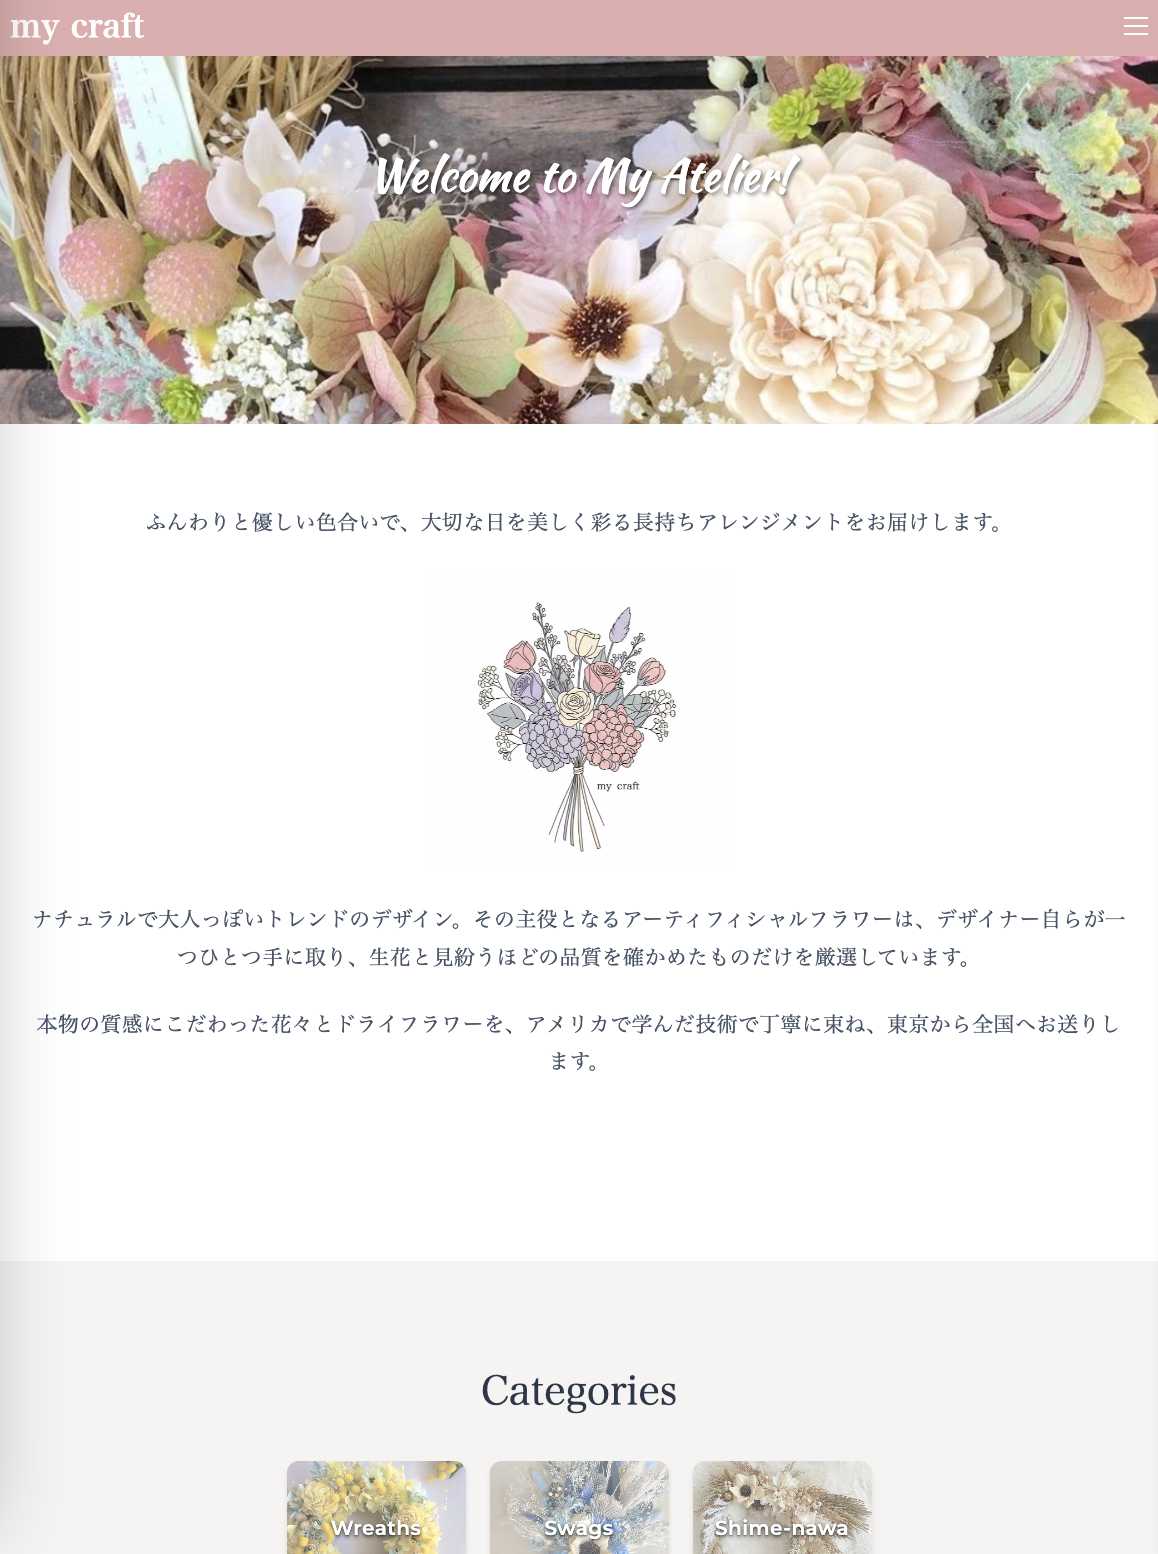 my craft
Welcome to My Atelier!
ふんわりと優しい色合いで、大切な日を美しく彩る長持ちアレンジメントをお届けします。
my craft
ナチュラルで大人っぽいトレンドのデザイン。その主役となるアーティフィシャルフラワーは、デザイナー自らが一
つひとつ手に取り、生花と見紛うほどの品質を確かめたものだけを厳選しています。
本物の質感にこだわった花々とドライフラワーを、アメリカで学んだ技術で丁寧に束ね、東京から全国へお送りし
ます。
Categories
Wreaths
Swags
Shime-nawa